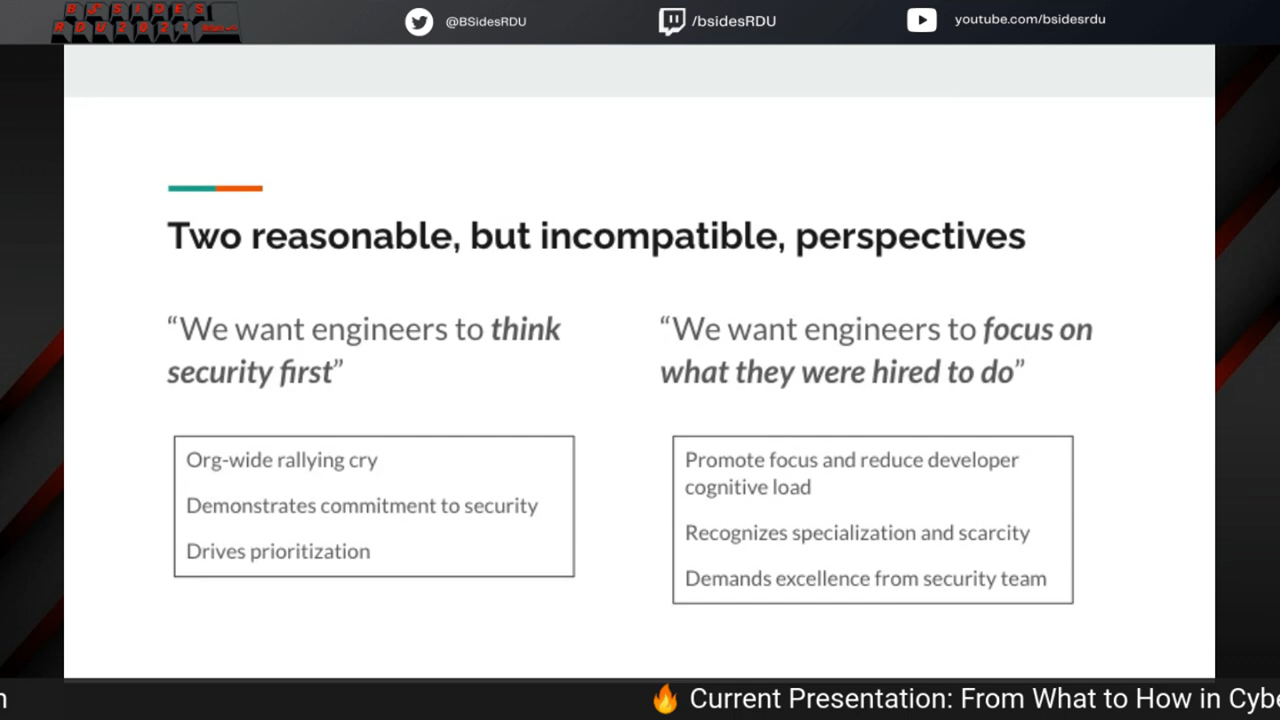 BSIDES
RDU2021
@BSidesRDU
/bsidesRDU
youtube.com/bsidesrdu
Two reasonable, but incompatible, perspectives
“We want engineers to think
security first”
Org-wide rallying cry
Demonstrates commitment to security
Drives prioritization
“We want engineers to focus on
what they were hired to do”
Promote focus and reduce developer
cognitive load
Recognizes specialization and scarcity
Demands excellence from security team
🔥 Current Presentation: From What to How in Cybe